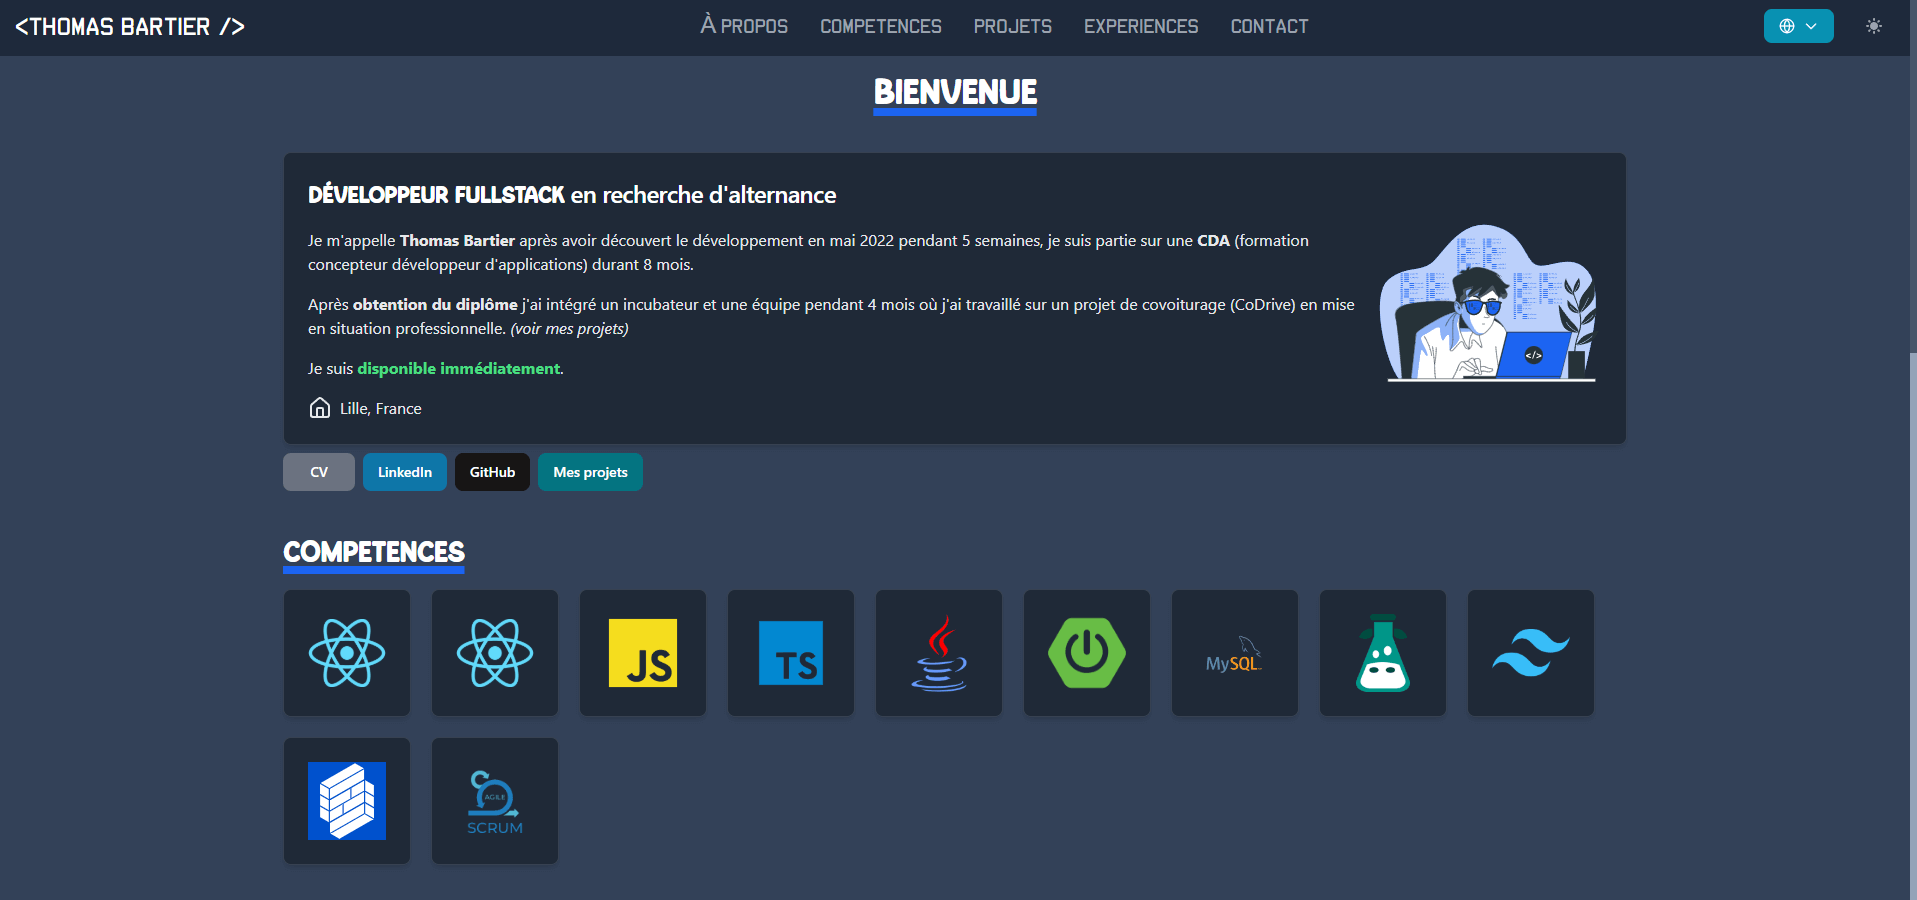 <THOMAS BARTIER />
À PROPOS COMPETENCES PROJETS EXPERIENCES CONTACT
BIENVENUE
DÉVELOPPEUR FULLSTACK en recherche d'alternance
Je m'appelle Thomas Bartier après avoir découvert le développement en mai 2022 pendant 5 semaines, je suis partie sur une CDA (formation
concepteur développeur d'applications) durant 8 mois.
Après obtention du diplôme j'ai intégré un incubateur et une équipe pendant 4 mois où j'ai travaillé sur un projet de covoiturage (CoDrive) en mise
en situation professionnelle. (voir mes projets)
Je suis disponible immédiatement.
Lille, France
</>
CV LinkedIn GitHub Mes projets
COMPETENCES
JS TS MySQL
AGILE
SCRUM